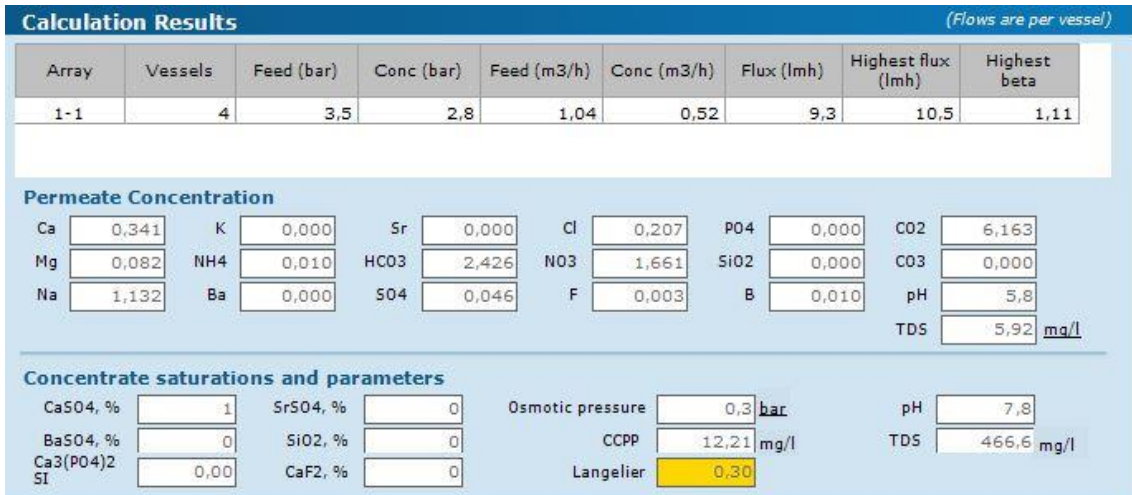 Calculation Results (Flows are per vessel)
Array Vessels Feed (bar) Conc (bar) Feed (m3/h) Conc (m3/h) Flux (lmh) Highest flux (lmh) Highest beta
1-1 4 3,5 2,8 1,04 0,52 9,3 10,5 1,11
Permeate Concentration
Ca 0,341 K 0,000 Sr 0,000 Cl 0,207 PO4 0,000 CO2 6,163
Mg 0,082 NH4 0,010 HCO3 2,426 NO3 1,661 SiO2 0,000 CO3 0,000
Na 1,132 Ba 0,000 SO4 0,046 F 0,003 B 0,010 pH 5,8
TDS 5,92 mg/l
Concentrate saturations and parameters
CaSO4, % 1 SrSO4, % 0 Osmotic pressure 0,3 bar pH 7,8
BaSO4, % 0 SiO2, % 0 CCPP 12,21 mg/l TDS 466,6 mg/l
Ca3(PO4)2 SI 0,00 CaF2, % 0 Langelier 0,30